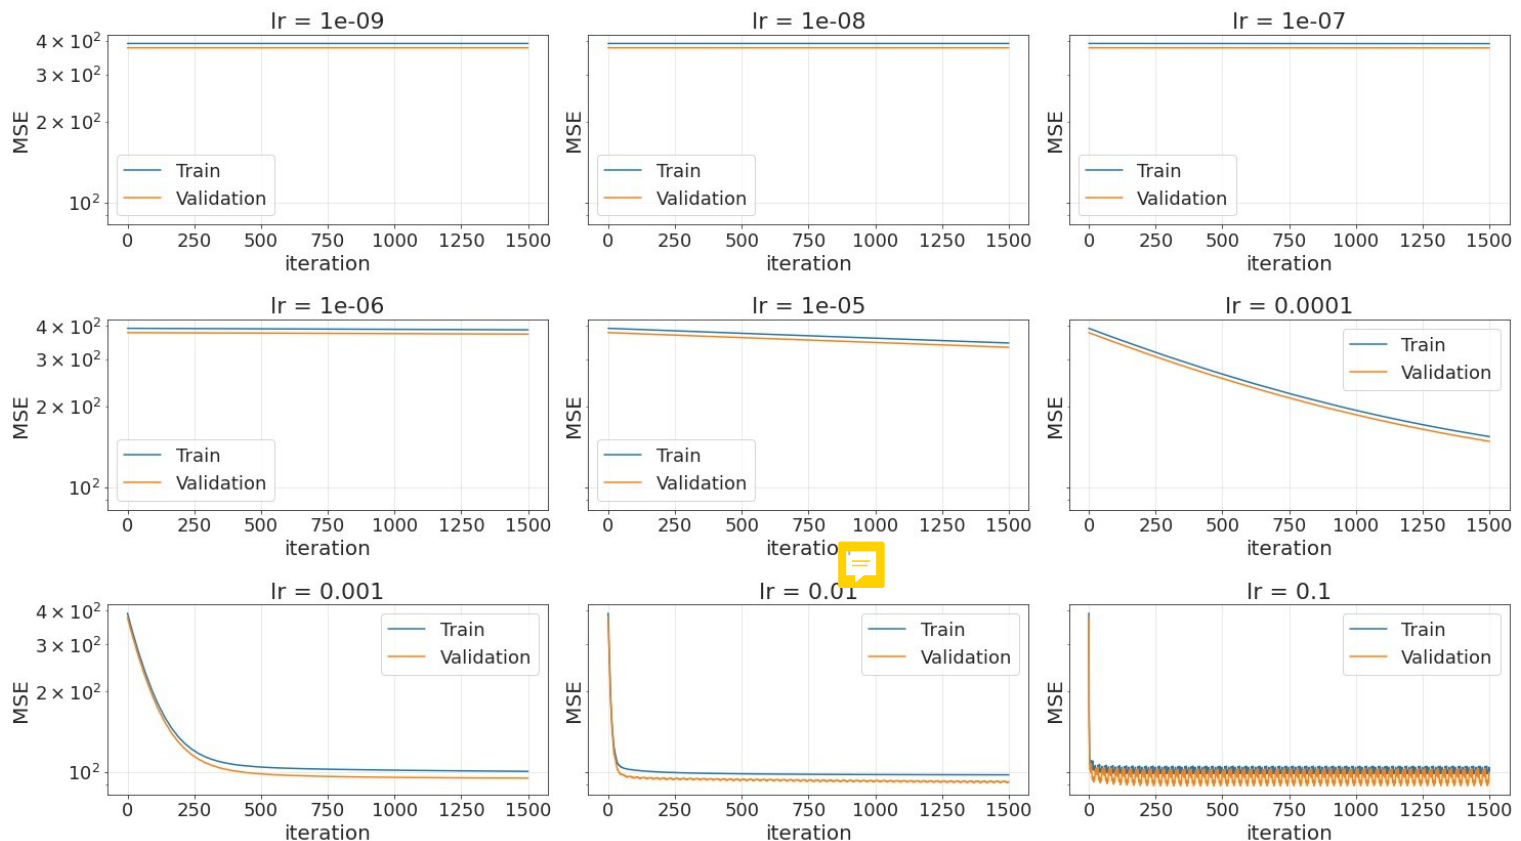 lr = 1e-09
lr = 1e-08
lr = 1e-07
4 × 10²
3 × 10²
2 × 10²
10²
MSE
Train
Validation
0 250 500 750 1000 1250 1500
iteration
MSE
Train
Validation
0 250 500 750 1000 1250 1500
iteration
MSE
Train
Validation
0 250 500 750 1000 1250 1500
iteration
lr = 1e-06
lr = 1e-05
lr = 0.0001
4 × 10²
3 × 10²
2 × 10²
10²
MSE
Train
Validation
0 250 500 750 1000 1250 1500
iteration
MSE
Train
Validation
0 250 500 750 1000 1250 1500
iteration
MSE
Train
Validation
0 250 500 750 1000 1250 1500
iteration
lr = 0.001
lr = 0.01
lr = 0.1
4 × 10²
3 × 10²
2 × 10²
10²
MSE
Train
Validation
0 250 500 750 1000 1250 1500
iteration
MSE
Train
Validation
0 250 500 750 1000 1250 1500
iteration
MSE
Train
Validation
0 250 500 750 1000 1250 1500
iteration